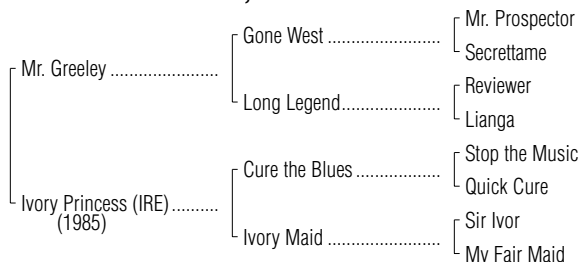 Mr. Prospector
Gone West ........................
Secrettame
Mr. Greeley ......................
Reviewer
Long Legend.....................
Lianga
Stop the Music
Cure the Blues ..................
Quick Cure
Ivory Princess (IRE)..........
(1985)
Sir Ivor
Ivory Maid ........................
My Fair Maid